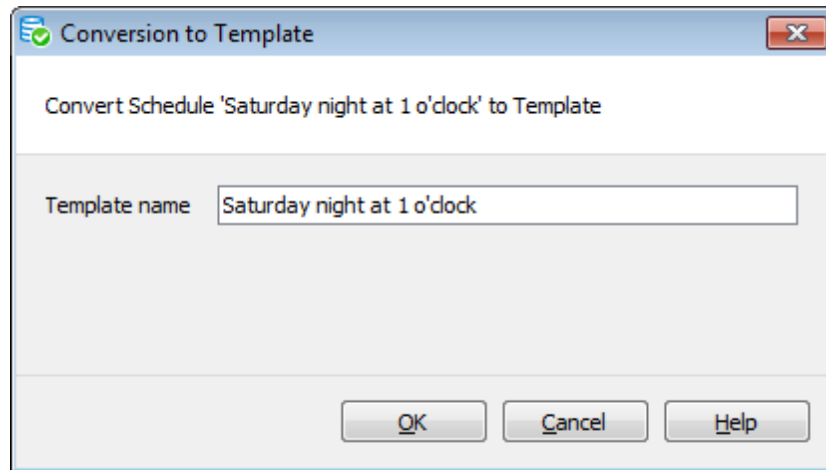 Conversion to Template
Convert Schedule 'Saturday night at 1 o'clock' to Template
Template name Saturday night at 1 o'clock
OK Cancel Help